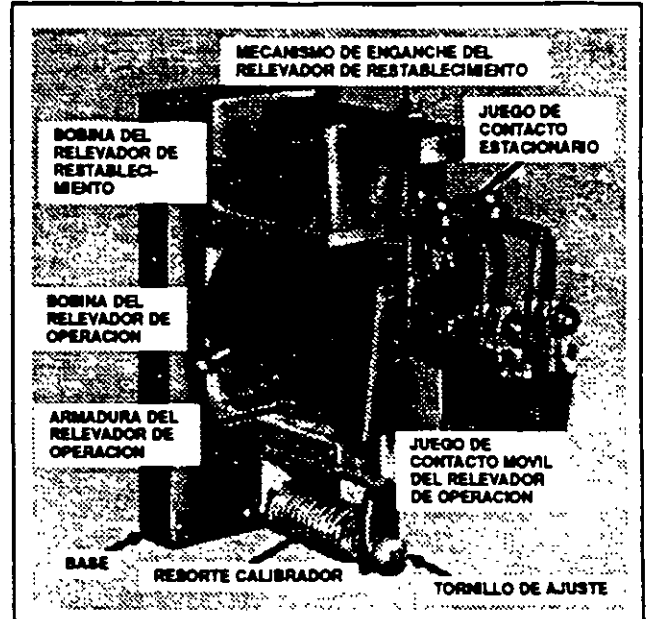 MECANISMO DE ENGANCHE DEL
RELEVADOR DE RESTABLECIMIENTO
JUEGO DE
CONTACTO
ESTACIONARIO
BOBINA DEL
RELEVADOR DE
RESTABLECI-
MIENTO
BOBINA DEL
RELEVADOR DE
OPERACION
ARMADURA DEL
RELEVADOR DE
OPERACION
JUEGO DE
CONTACTO MOVIL
DEL RELEVADOR
DE OPERACION
BASE
RESORTE CALIBRADOR
TORNILLO DE AJUSTE